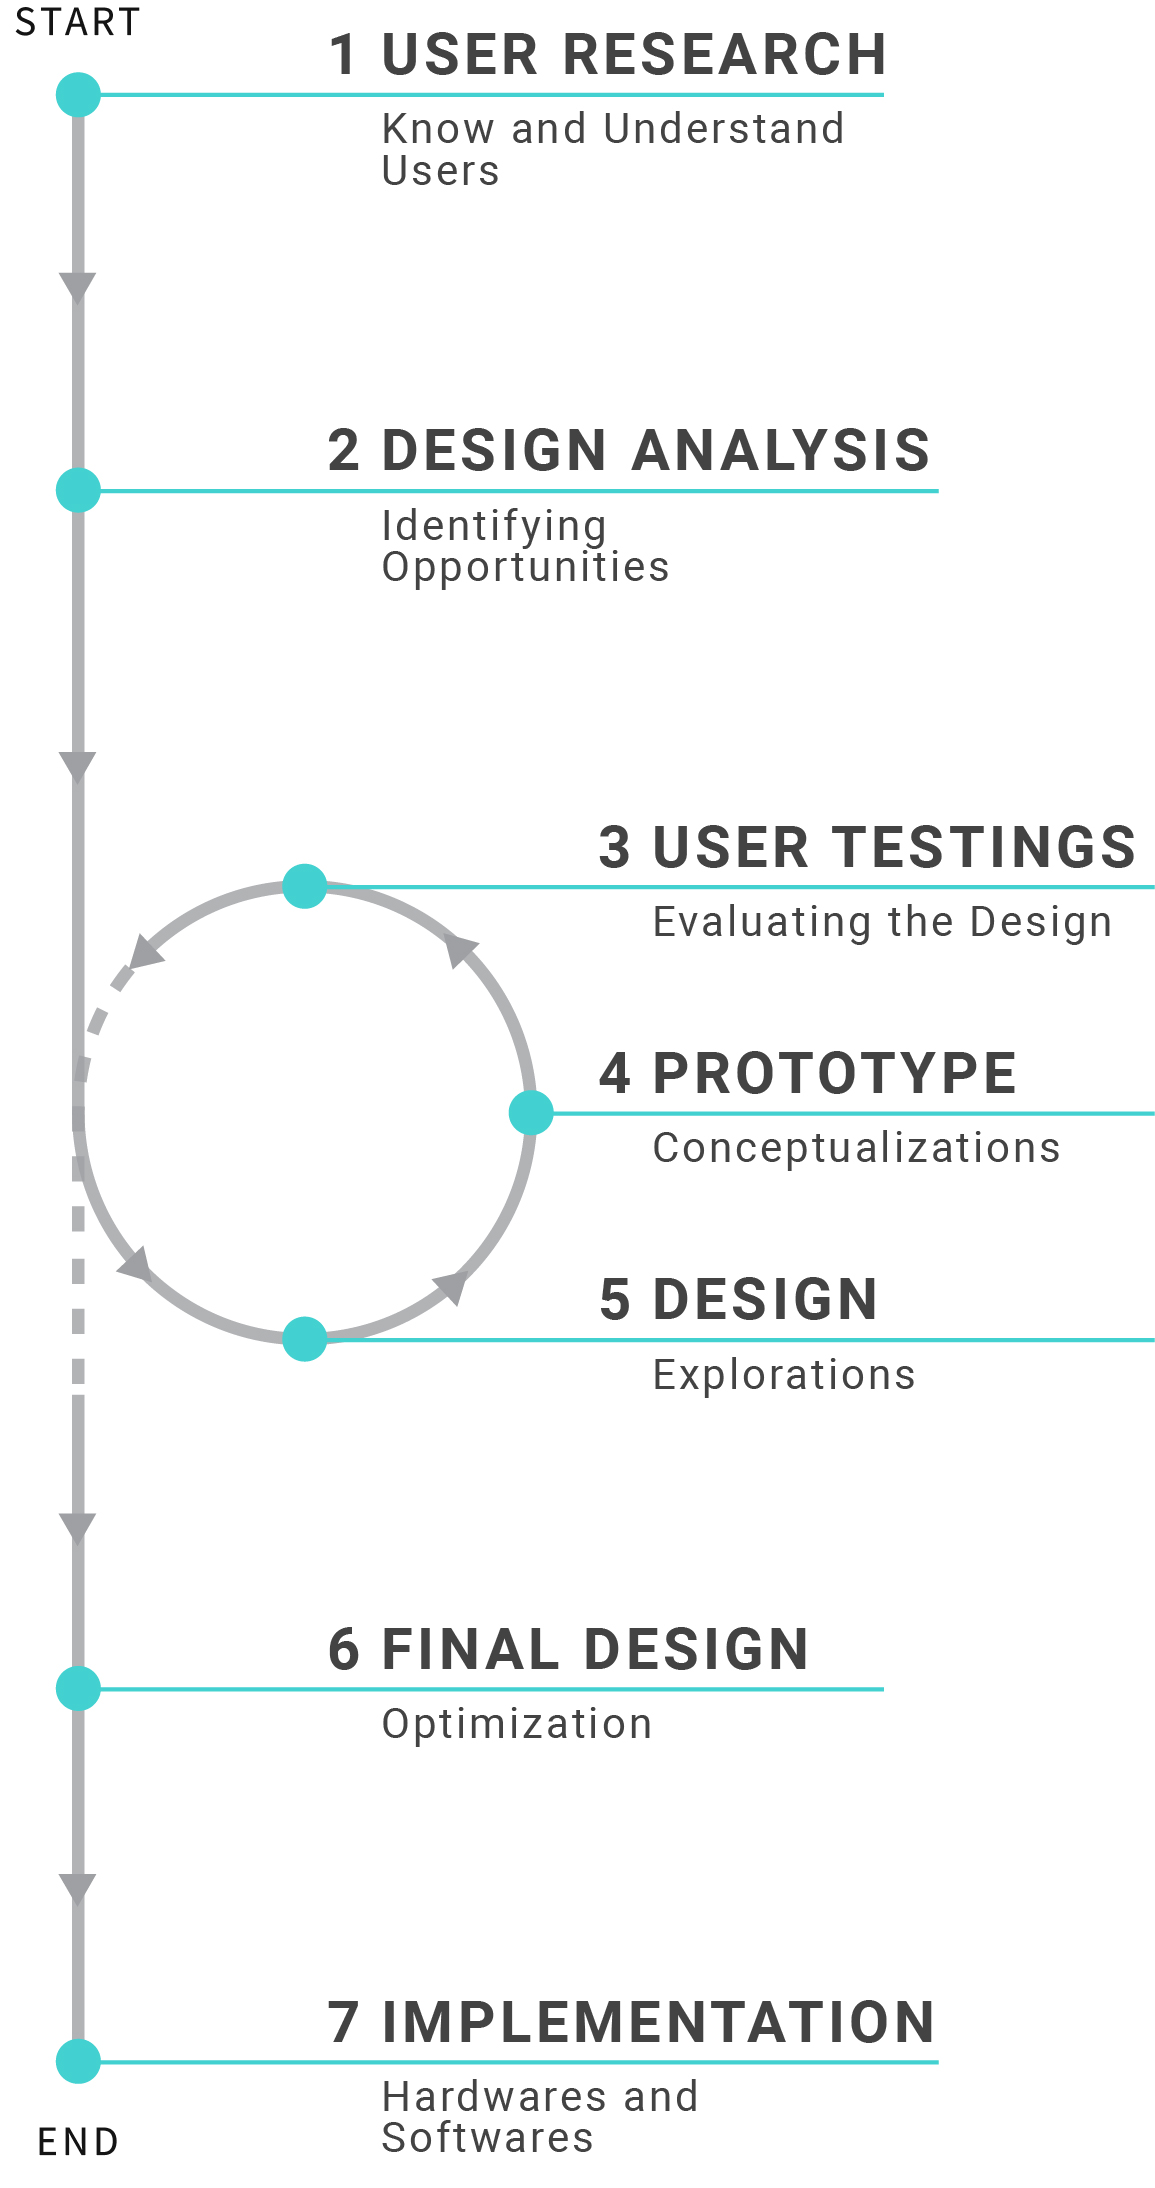 START
1 USER RESEARCH
Know and Understand
Users
2 DESIGN ANALYSIS
Identifying
Opportunities
3 USER TESTINGS
Evaluating the Design
4 PROTOTYPE
Conceptualizations
5 DESIGN
Explorations
6 FINAL DESIGN
Optimization
7 IMPLEMENTATION
Hardwares and
Softwares
END